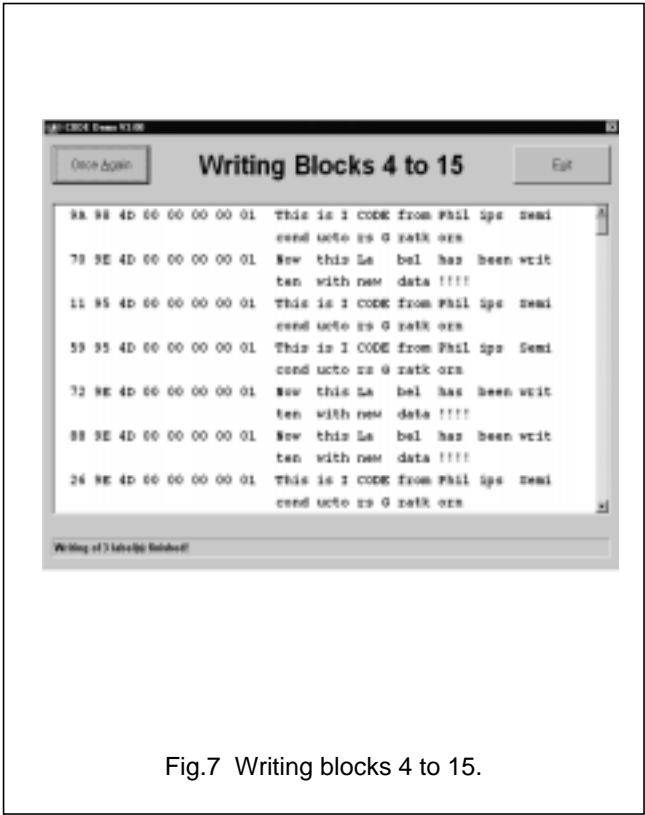 I CODE Demo V3.00
Once Again Writing Blocks 4 to 15 Exit
9A 98 4D 00 00 00 00 01 This is I CODE from Phil ips Semi
cond ucto rs G ratk orn
70 9E 4D 00 00 00 00 01 Now this La bel has been writ
ten with new data !!!!
11 95 4D 00 00 00 00 01 This is I CODE from Phil ips Semi
cond ucto rs G ratk orn
59 95 4D 00 00 00 00 01 This is I CODE from Phil ips Semi
cond ucto rs G ratk orn
72 9E 4D 00 00 00 00 01 Now this La bel has been writ
ten with new data !!!!
9E 4D 00 00 00 00 01 Now this La bel has been writ
ten with new data !!!!
26 9E 4D 00 00 00 00 01 This is I CODE from Phil ips Semi
cond ucto rs G ratk orn
Writing of 3 label(s) finished!
Fig.7 Writing blocks 4 to 15.